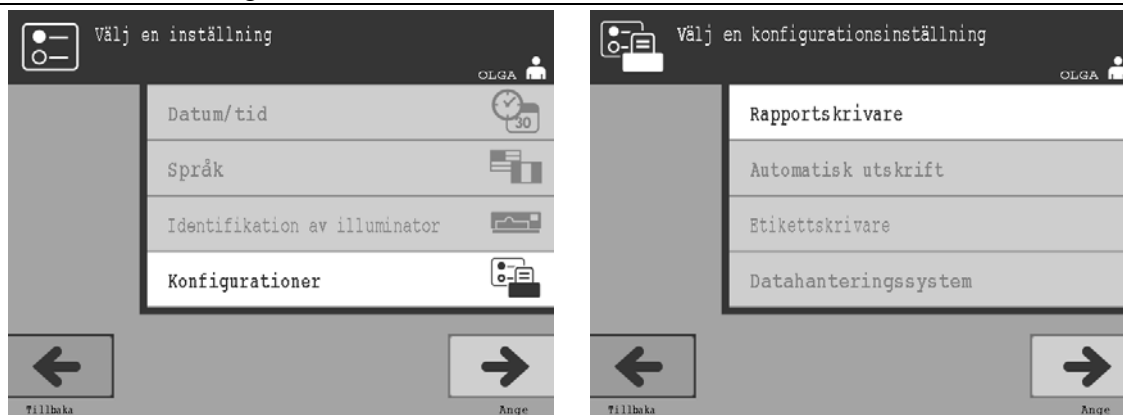 Välj en inställning
OLGA
Datum/tid
30
Språk
Identifikation av illuminator
Konfigurationer
Tillbaka
Ange
Välj en konfigurationsinställning
OLGA
Rapportskrivare
Automatisk utskrift
Etikettskrivare
Datahanteringssystem
Tillbaka
Ange